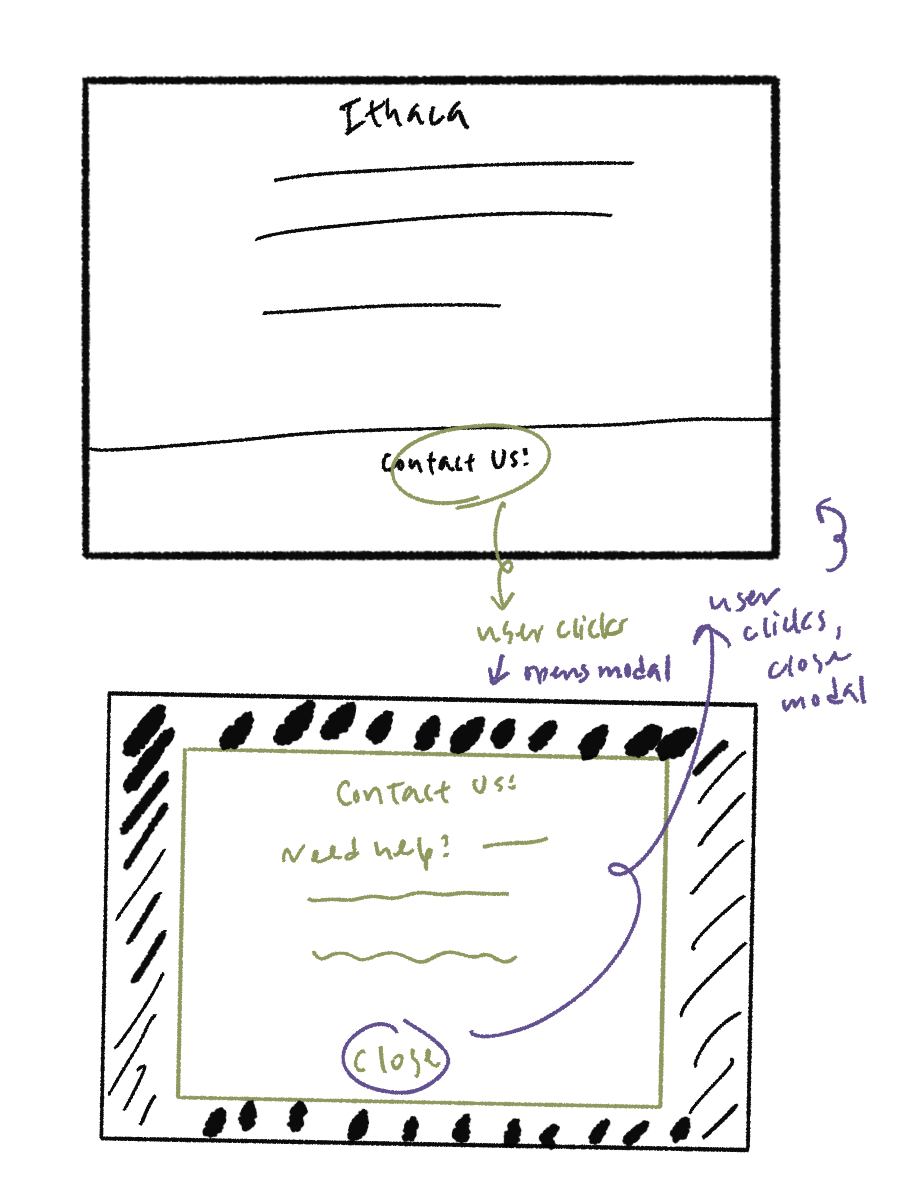 Ithaca
Contact Us!
user clicks
opens modal
user
clicks,
close
modal
Contact Us!
Need help?
Close